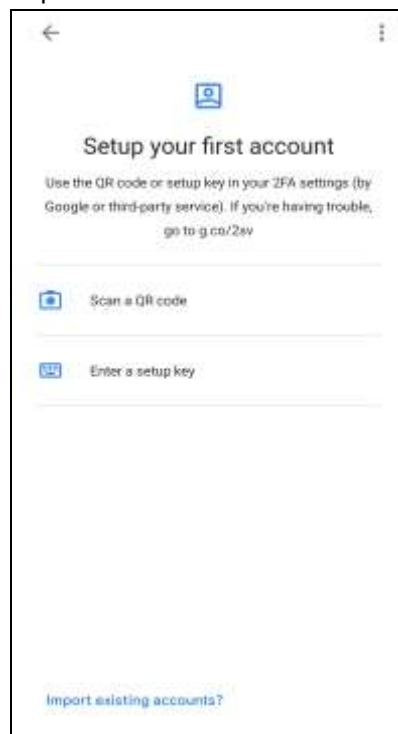 Setup your first account
Use the QR code or setup key in your 2FA settings (by
Google or third-party service). If you're having trouble,
go to g.co/2sv
Scan a QR code
Enter a setup key
Import existing accounts?